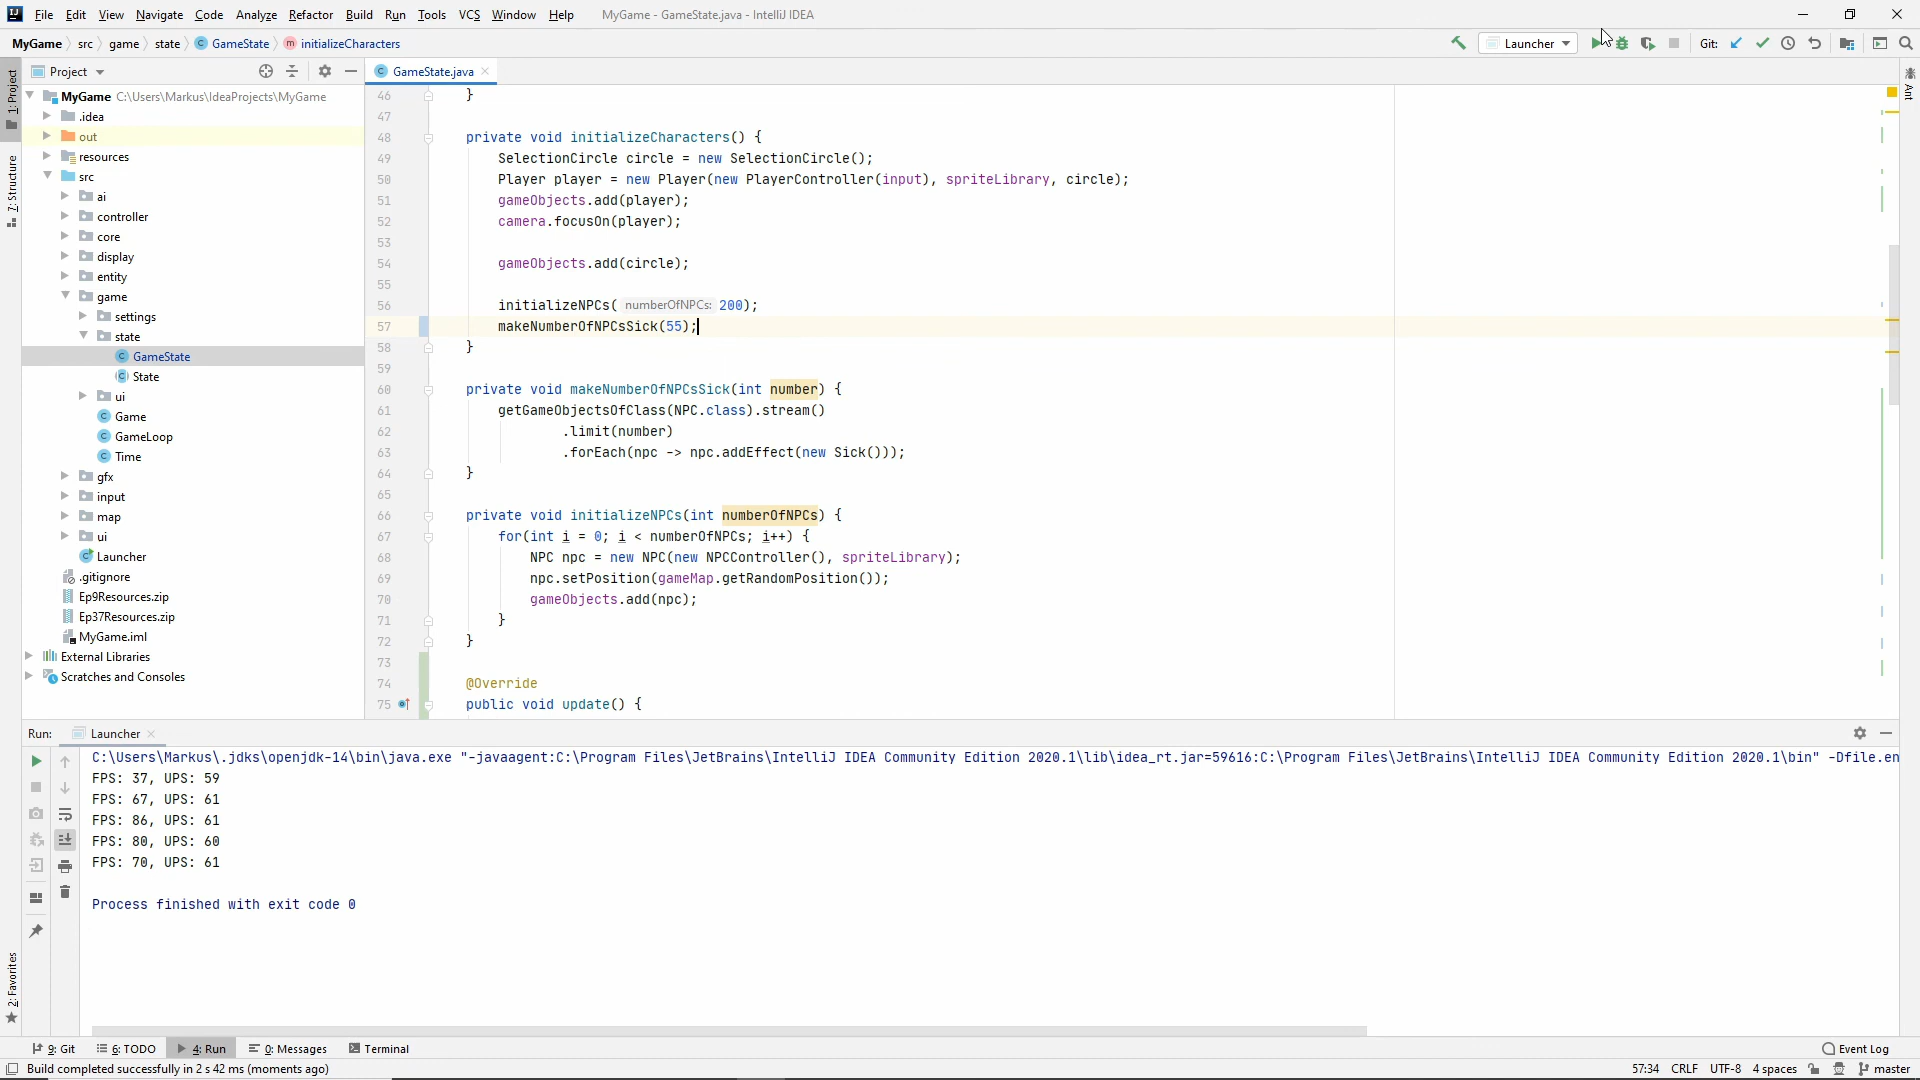 File Edit View Navigate Code Analyze Refactor Build Run Tools VCS Window Help MyGame - GameState.java - IntelliJ IDEA
MyGame src game state GameState initializeCharacters Launcher Git:
Project GameState.java
1: Project
7: Structure
2: Favorites
Ant
MyGame C:\Users\Markus\IdeaProjects\MyGame
.idea
out
resources
src
ai
controller
core
display
entity
game
settings
state
GameState
State
ui
Game
GameLoop
Time
gfx
input
map
ui
Launcher
.gitignore
Ep9Resources.zip
Ep37Resources.zip
MyGame.iml
External Libraries
Scratches and Consoles
46 }
47
48 private void initializeCharacters() {
49 SelectionCircle circle = new SelectionCircle();
50 Player player = new Player(new PlayerController(input), spriteLibrary, circle);
51 gameObjects.add(player);
52 camera.focusOn(player);
53
54 gameObjects.add(circle);
55
56 initializeNPCs( numberOfNPCs: 200);
57 makeNumberOfNPCsSick(55);
58 }
59
60 private void makeNumberOfNPCsSick(int number) {
61 getGameObjectsOfClass(NPC.class).stream()
62 .limit(number)
63 .forEach(npc -> npc.addEffect(new Sick()));
64 }
65
66 private void initializeNPCs(int numberOfNPCs) {
67 for(int i = 0; i < numberOfNPCs; i++) {
68 NPC npc = new NPC(new NPCController(), spriteLibrary);
69 npc.setPosition(gameMap.getRandomPosition());
70 gameObjects.add(npc);
71 }
72 }
73
74 @Override
75 public void update() {
Run: Launcher
C:\Users\Markus\.jdks\openjdk-14\bin\java.exe "-javaagent:C:\Program Files\JetBrains\IntelliJ IDEA Community Edition 2020.1\lib\idea_rt.jar=59616:C:\Program Files\JetBrains\IntelliJ IDEA Community Edition 2020.1\bin" -Dfile.en
FPS: 37, UPS: 59
FPS: 67, UPS: 61
FPS: 86, UPS: 61
FPS: 80, UPS: 60
FPS: 70, UPS: 61
Process finished with exit code 0
9: Git 6: TODO 4: Run 0: Messages Terminal Event Log
Build completed successfully in 2 s 42 ms (moments ago) 57:34 CRLF UTF-8 4 spaces master